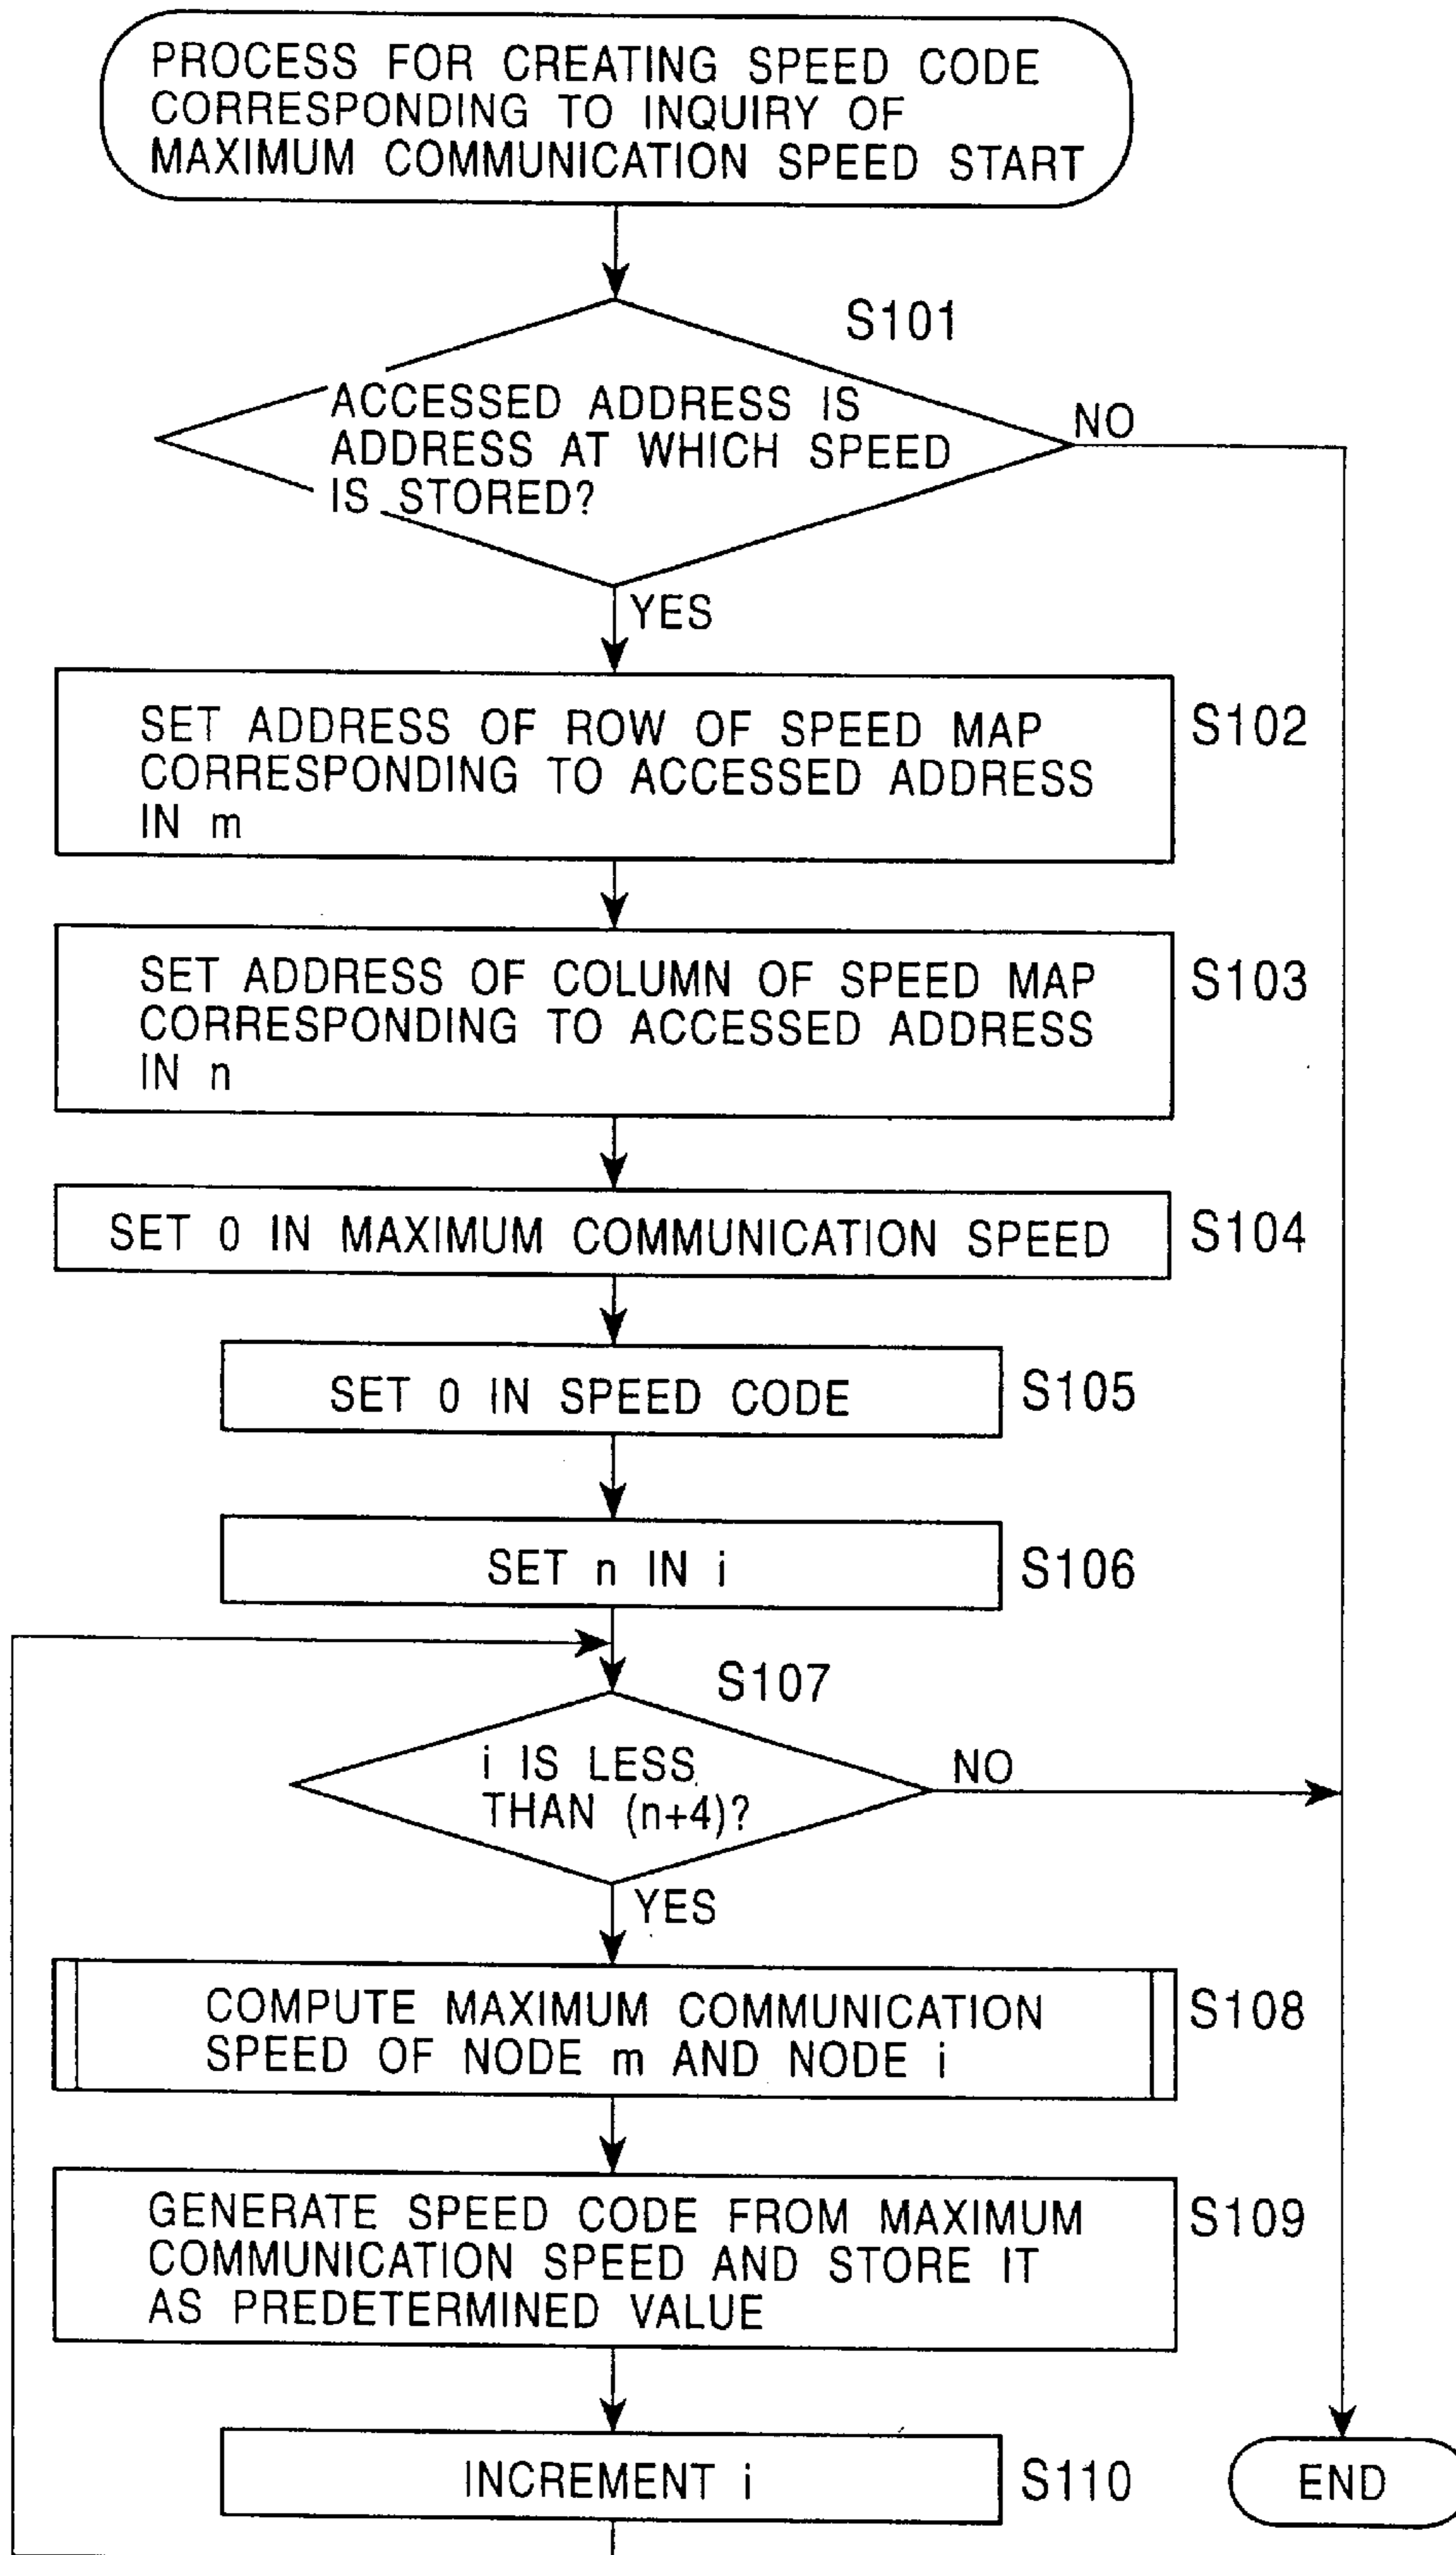 PROCESS FOR CREATING SPEED CODE
CORRESPONDING TO INQUIRY OF
MAXIMUM COMMUNICATION SPEED START
S101
ACCESSED ADDRESS IS
ADDRESS AT WHICH SPEED
IS STORED?
NO
YES
SET ADDRESS OF ROW OF SPEED MAP
CORRESPONDING TO ACCESSED ADDRESS
IN m
S102
SET ADDRESS OF COLUMN OF SPEED MAP
CORRESPONDING TO ACCESSED ADDRESS
IN n
S103
SET 0 IN MAXIMUM COMMUNICATION SPEED
S104
SET 0 IN SPEED CODE
S105
SET n IN i
S106
S107
i IS LESS
THAN (n+4)?
NO
YES
COMPUTE MAXIMUM COMMUNICATION
SPEED OF NODE m AND NODE i
S108
GENERATE SPEED CODE FROM MAXIMUM
COMMUNICATION SPEED AND STORE IT
AS PREDETERMINED VALUE
S109
INCREMENT i
S110
END